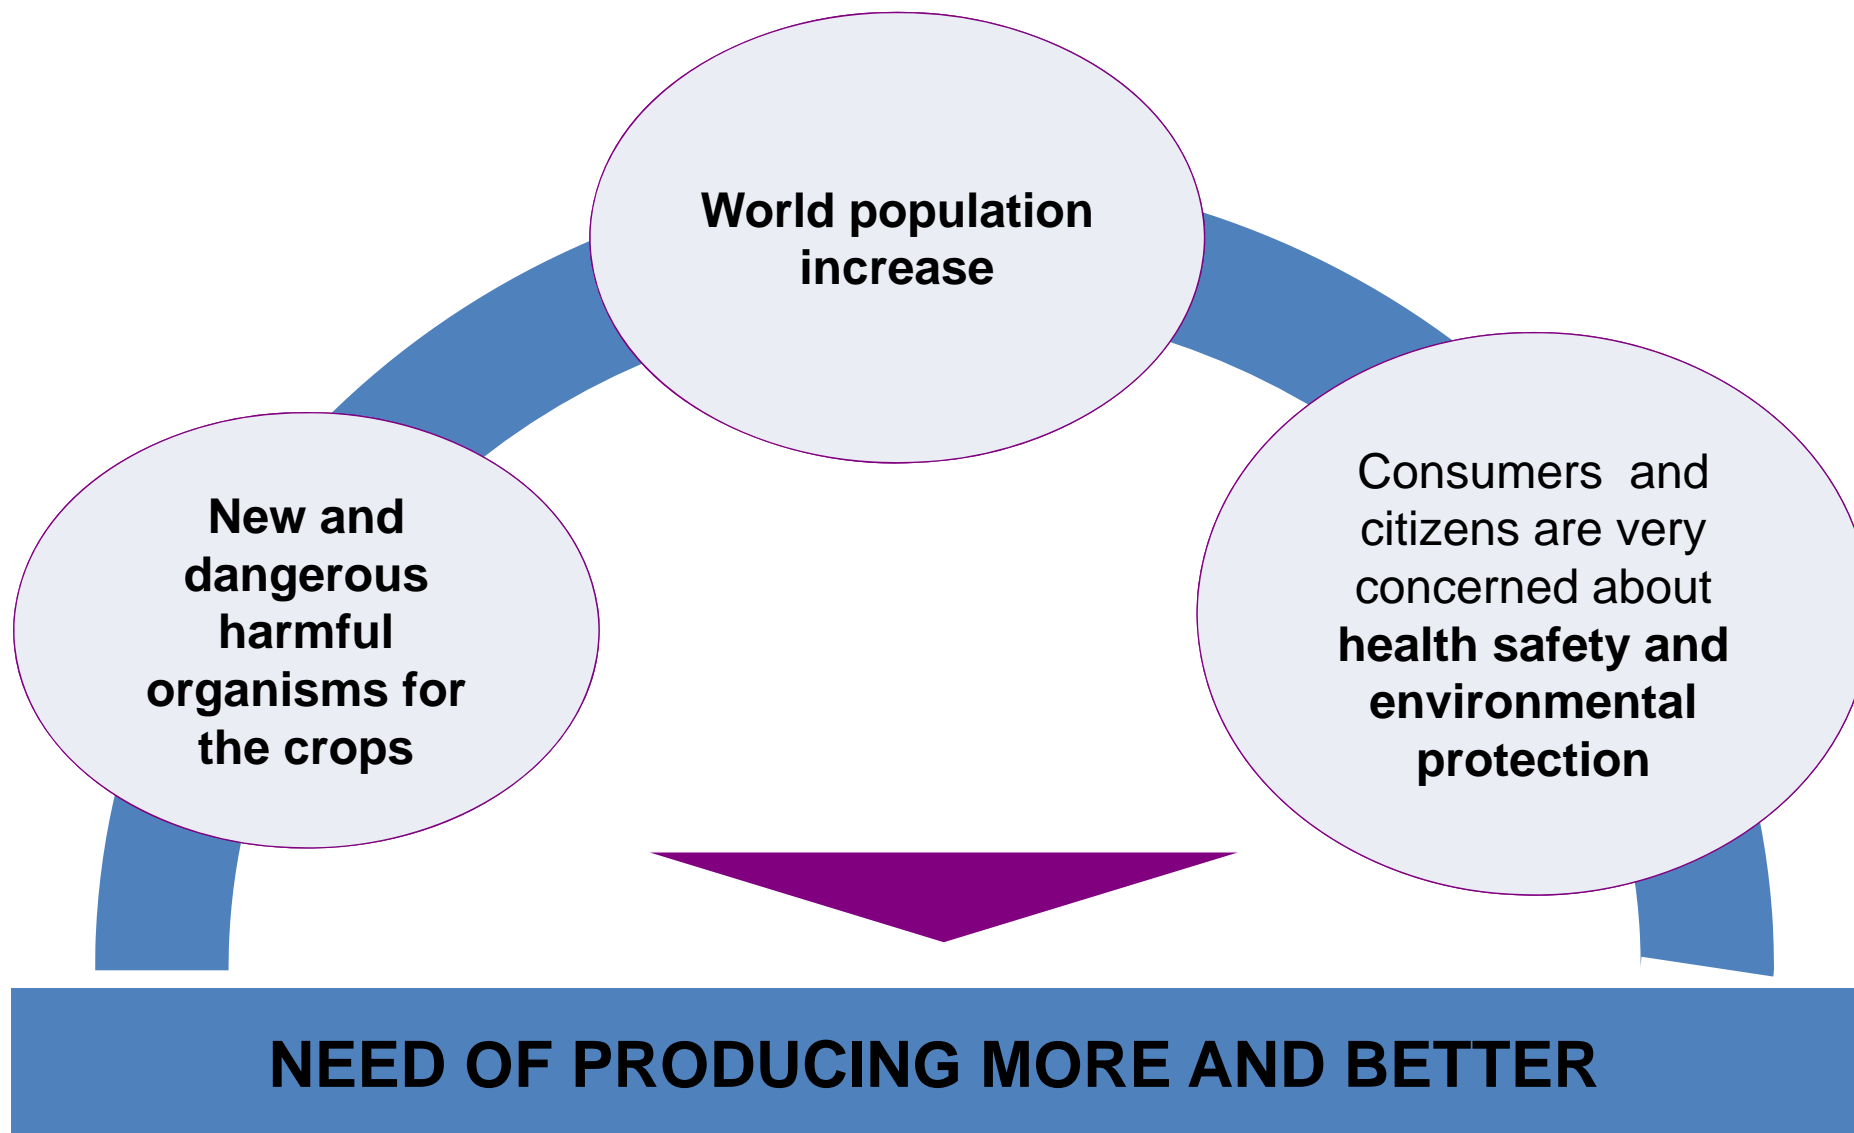 World population
increase
New and
dangerous
harmful
organisms for
the crops
Consumers  and
citizens are very
concerned about
health safety and
environmental
protection
NEED OF PRODUCING MORE AND BETTER